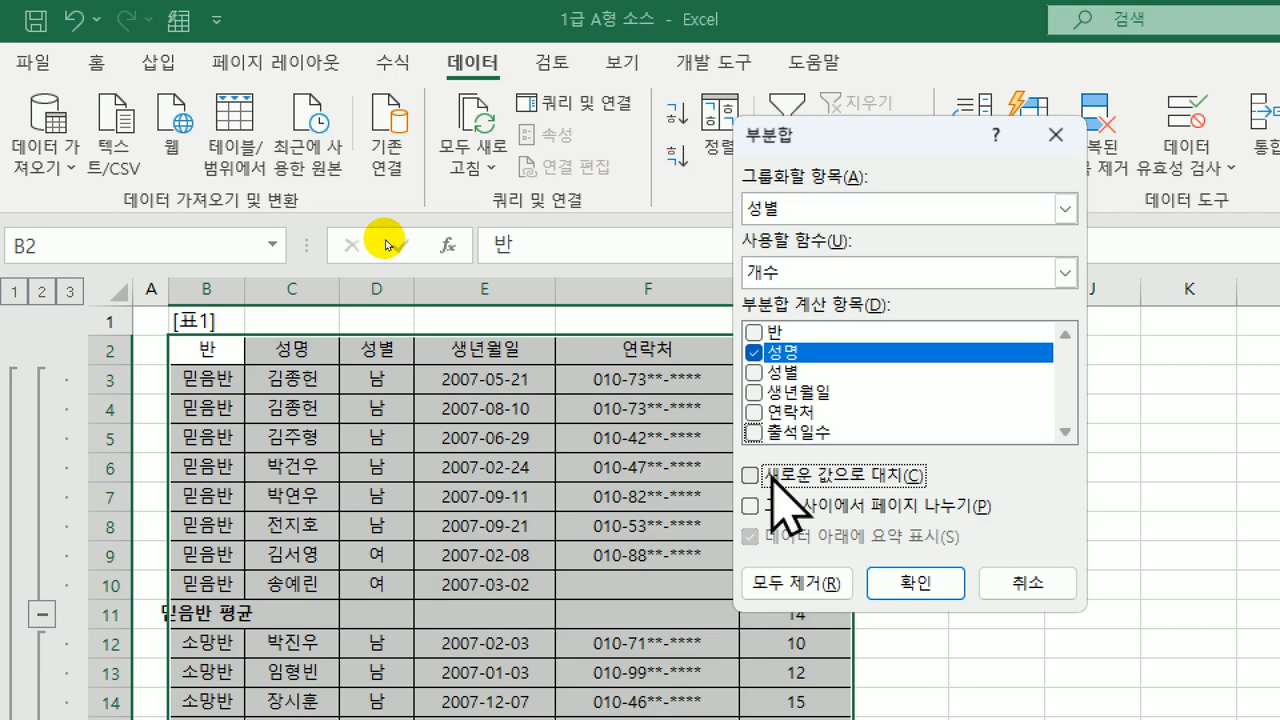 1급 A형 소스 - Excel
검색
파일 홈 삽입 페이지 레이아웃 수식 데이터 검토 보기 개발 도구 도움말
데이터 가져오기
텍스트/CSV
웹
테이블/범위에서
최근에 사용한 원본
기존 연결
데이터 가져오기 및 변환
모두 새로 고침
쿼리 및 연결
속성
연결 편집
쿼리 및 연결
정렬
지우기
복된
제거
데이터
유효성 검사
통합
데이터 도구
B2
fx
반
1 2 3
A B C D E F J K
1 [표1]
2 반 성명 성별 생년월일 연락처
3 믿음반 김종헌 남 2007-05-21 010-73**-****
4 믿음반 김종헌 남 2007-08-10 010-73**-****
5 믿음반 김주형 남 2007-06-29 010-42**-****
6 믿음반 박건우 남 2007-02-24 010-47**-****
7 믿음반 박연우 남 2007-09-11 010-82**-****
8 믿음반 전지호 남 2007-09-21 010-53**-****
9 믿음반 김서영 여 2007-02-08 010-88**-****
10 믿음반 송예린 여 2007-03-02
11 믿음반 평균 14
12 소망반 박진우 남 2007-02-03 010-71**-**** 10
13 소망반 임형빈 남 2007-01-03 010-99**-**** 12
14 소망반 장시훈 남 2007-12-07 010-46**-**** 15
부분합 ?
그룹화할 항목(A):
성별
사용할 함수(U):
개수
부분합 계산 항목(D):
반
성명
성별
생년월일
연락처
출석일수
새로운 값으로 대치(C)
사이에서 페이지 나누기(P)
데이터 아래에 요약 표시(S)
모두 제거(R) 확인 취소